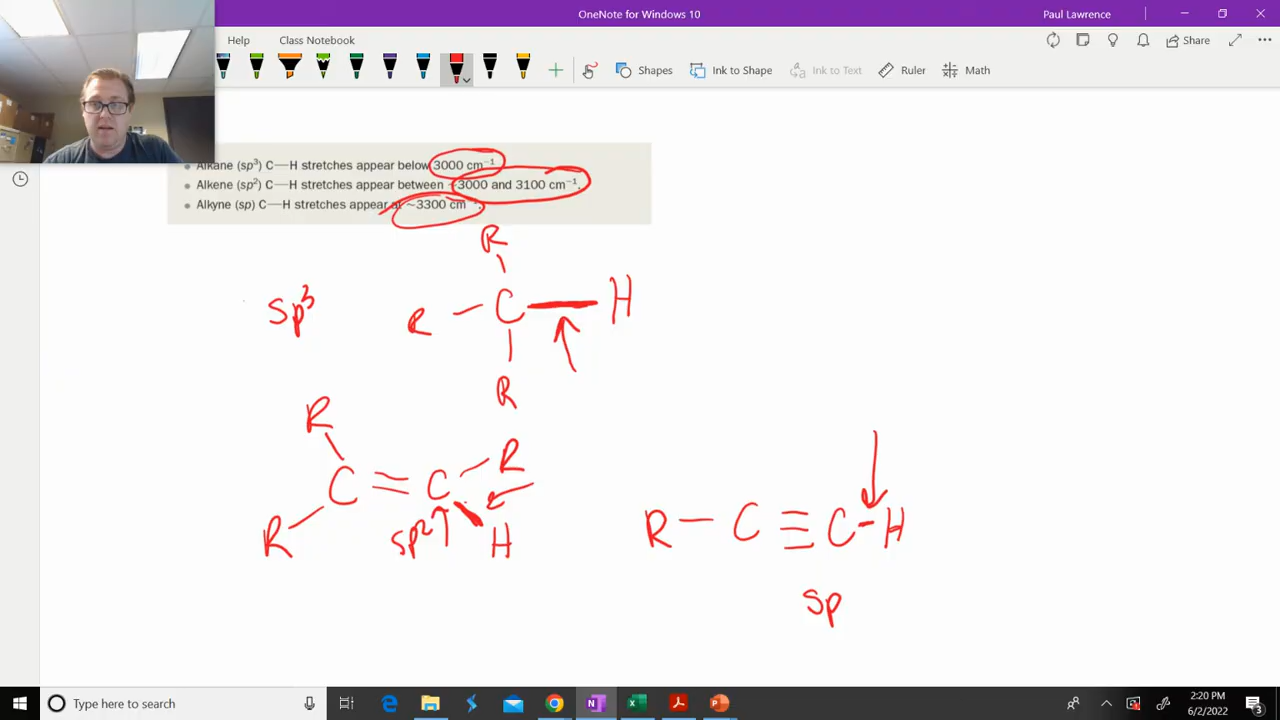 OneNote for Windows 10
Paul Lawrence
Help Class Notebook
Share
Shapes Ink to Shape Ink to Text Ruler Math
• Alkane (sp³) C—H stretches appear below 3000 cm⁻¹
• Alkene (sp²) C—H stretches appear between ~3000 and 3100 cm⁻¹.
• Alkyne (sp) C—H stretches appear at ~3300 cm⁻¹.
R
sp³ R – C — H
R
R
R
C = C
R
sp² H
R – C ≡ C – H
sp
Type here to search
2:20 PM
6/2/2022
3